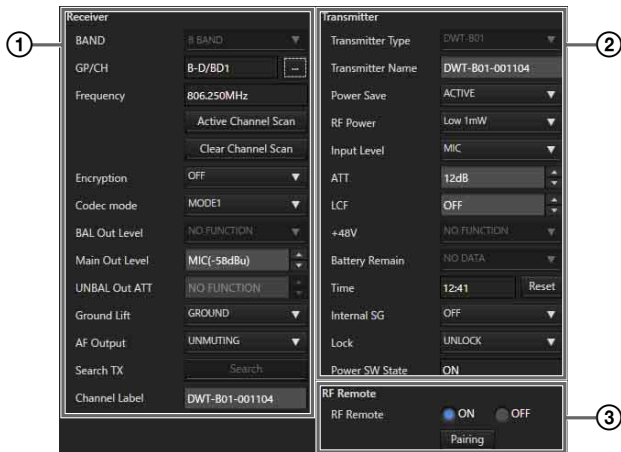 Receiver
BAND B BAND
GP/CH B-D/BD1 ...
Frequency 806.250MHz
Active Channel Scan
Clear Channel Scan
Encryption OFF
Codec mode MODE1
BAL Out Level NO FUNCTION
Main Out Level MIC(-58dBu)
UNBAL Out ATT NO FUNCTION
Ground Lift GROUND
AF Output UNMUTING
Search TX Search
Channel Label DWT-B01-001104
1
Transmitter
Transmitter Type DWT-B01
Transmitter Name DWT-B01-001104
Power Save ACTIVE
RF Power Low 1mW
Input Level MIC
ATT 12dB
LCF OFF
+48V NO FUNCTION
Battery Remain NO DATA
Time 12:41 Reset
Internal SG OFF
Lock UNLOCK
Power SW State ON
2
RF Remote
RF Remote ON OFF
Pairing
3